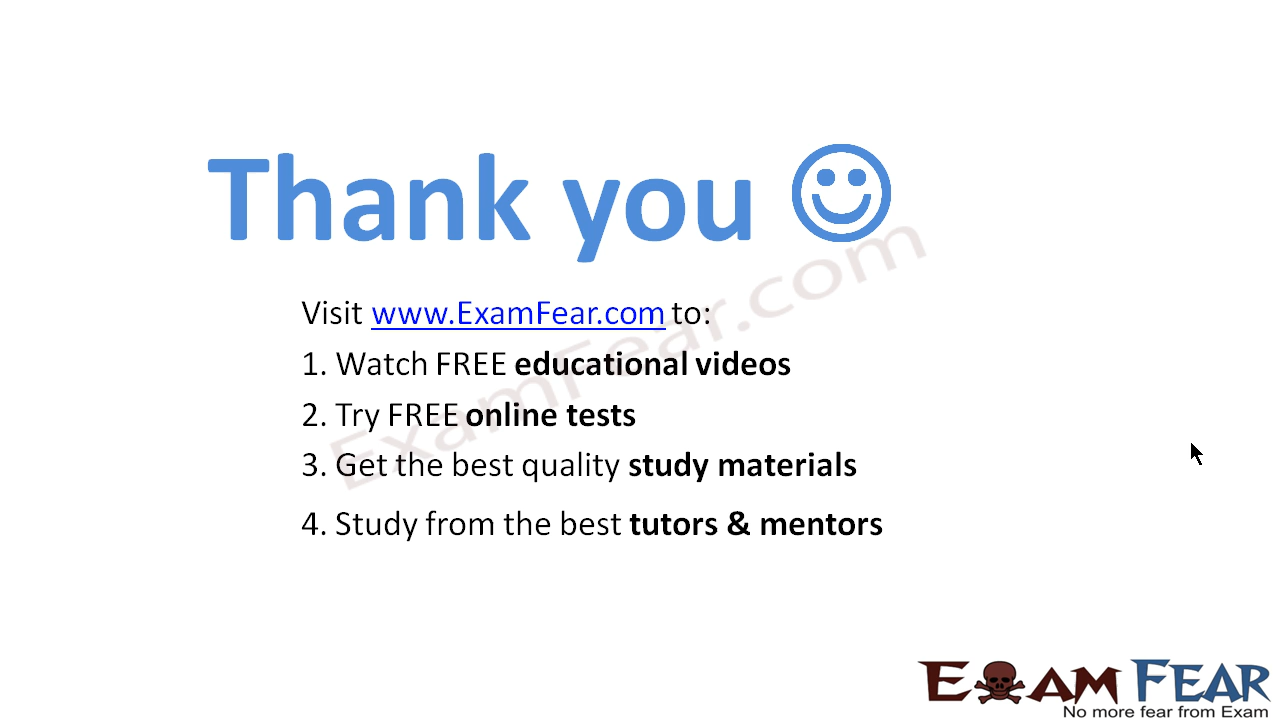 Thank you
Visit www.ExamFear.com to:
1. Watch FREE educational videos
2. Try FREE online tests
3. Get the best quality study materials
4. Study from the best tutors & mentors
ExamFear.com
EXAM FEAR
No more fear from Exam